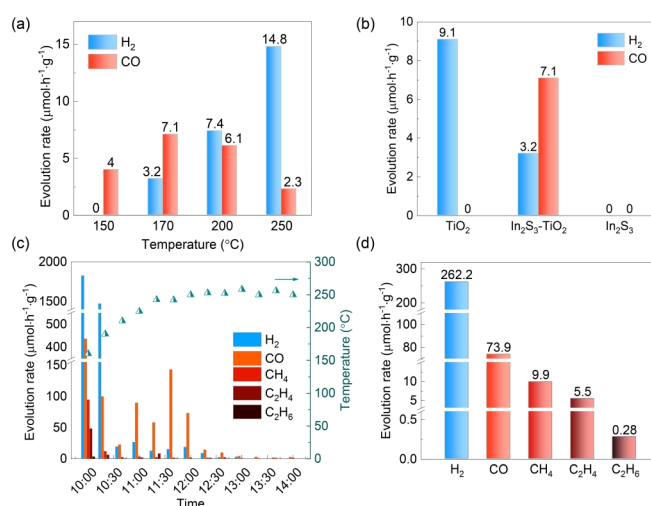 (a)
Evolution rate (μmol·h⁻¹·g⁻¹)
15
10
5
0
H₂
CO
0
4
3.2
7.1
7.4
6.1
14.8
2.3
150
170
200
250
Temperature (°C)
(b)
Evolution rate (μmol·h⁻¹·g⁻¹)
10
8
6
4
2
0
H₂
CO
9.1
0
3.2
7.1
0
0
TiO₂
In₂S₃-TiO₂
In₂S₃
(c)
Evolution rate (μmol·h⁻¹·g⁻¹)
2000
1500
400
300
150
100
50
0
H₂
CO
CH₄
C₂H₄
C₂H₆
300
250
200
150
100
50
0
Temperature (°C)
10:00
10:30
11:00
11:30
12:00
12:30
13:00
13:30
14:00
Time
(d)
Evolution rate (μmol·h⁻¹·g⁻¹)
300
200
100
80
10
5
0.5
0.0
262.2
73.9
9.9
5.5
0.28
H₂
CO
CH₄
C₂H₄
C₂H₆